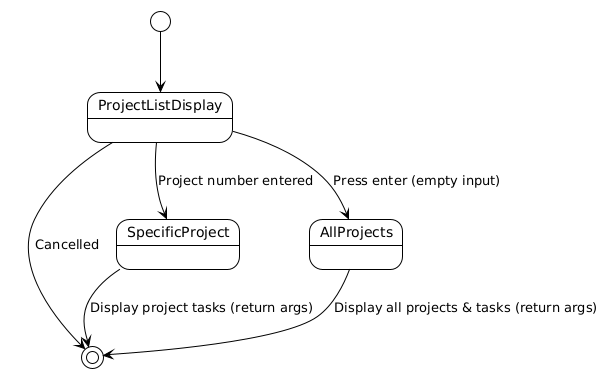 ProjectListDisplay
Project number entered
Press enter (empty input)
SpecificProject
AllProjects
Cancelled
Display project tasks (return args)
Display all projects & tasks (return args)